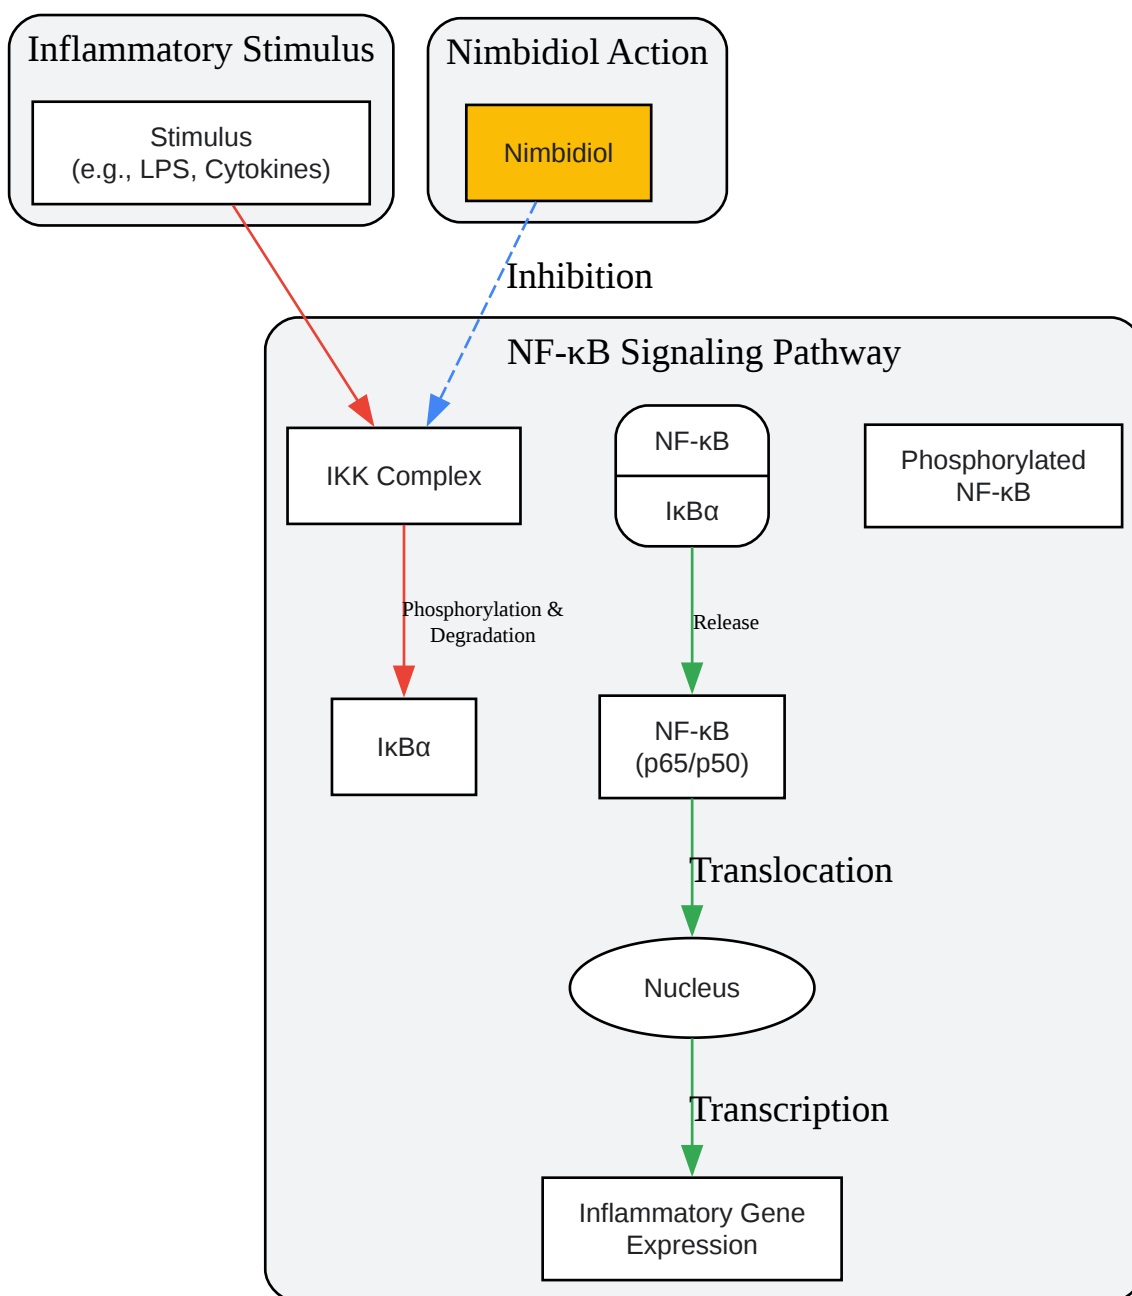 Inflammatory Stimulus
Stimulus
(e.g., LPS, Cytokines)
Nimbidiol Action
Nimbidiol
Inhibition
NF-κB Signaling Pathway
IKK Complex
NF-κB
IκBα
Phosphorylated
NF-κB
Phosphorylation &
Degradation
Release
IκBα
NF-κB
(p65/p50)
Translocation
Nucleus
Transcription
Inflammatory Gene
Expression